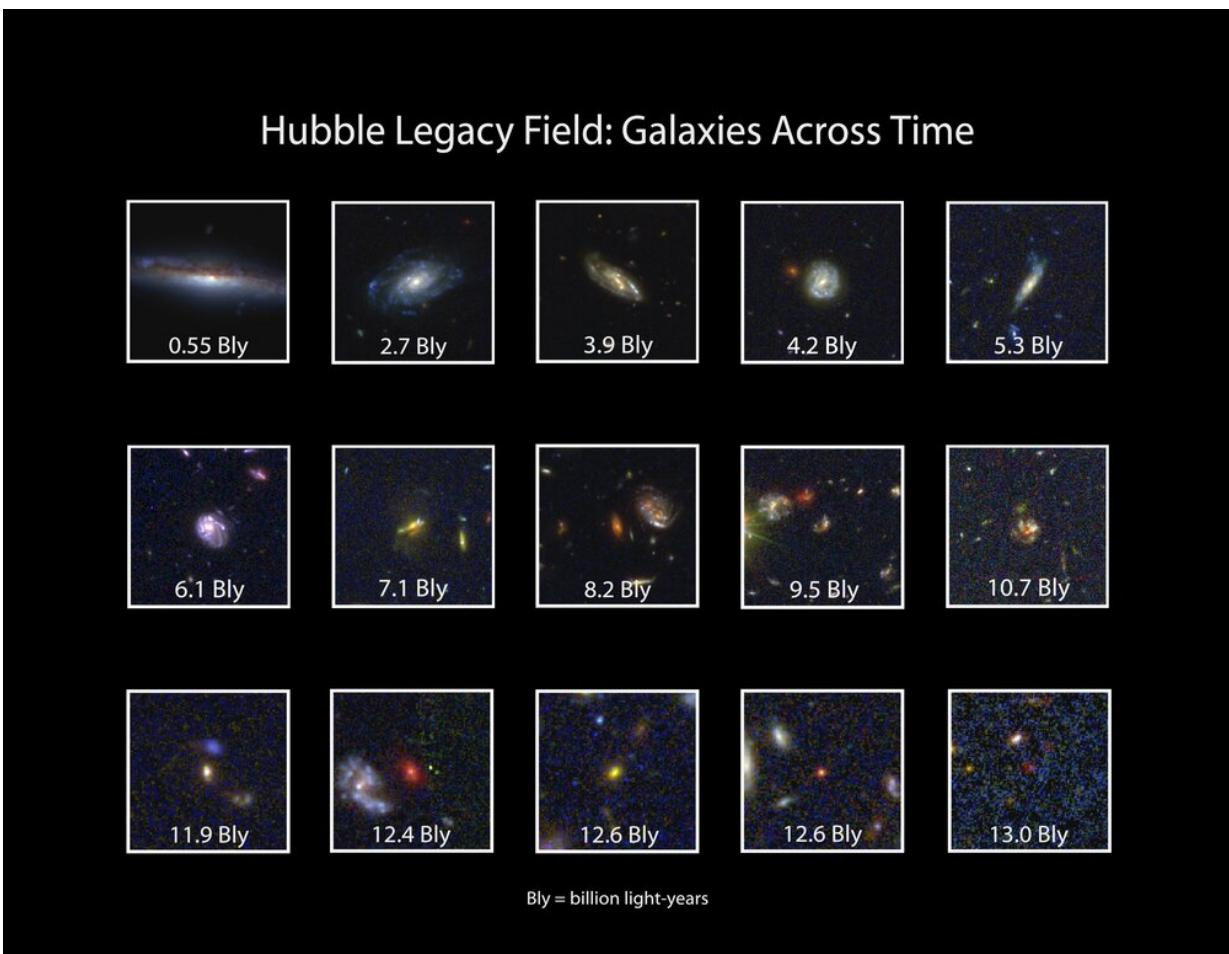 Hubble Legacy Field: Galaxies Across Time
0.55 Bly
2.7 Bly
3.9 Bly
4.2 Bly
5.3 Bly
6.1 Bly
7.1 Bly
8.2 Bly
9.5 Bly
10.7 Bly
11.9 Bly
12.4 Bly
12.6 Bly
12.6 Bly
13.0 Bly
Bly = billion light-years